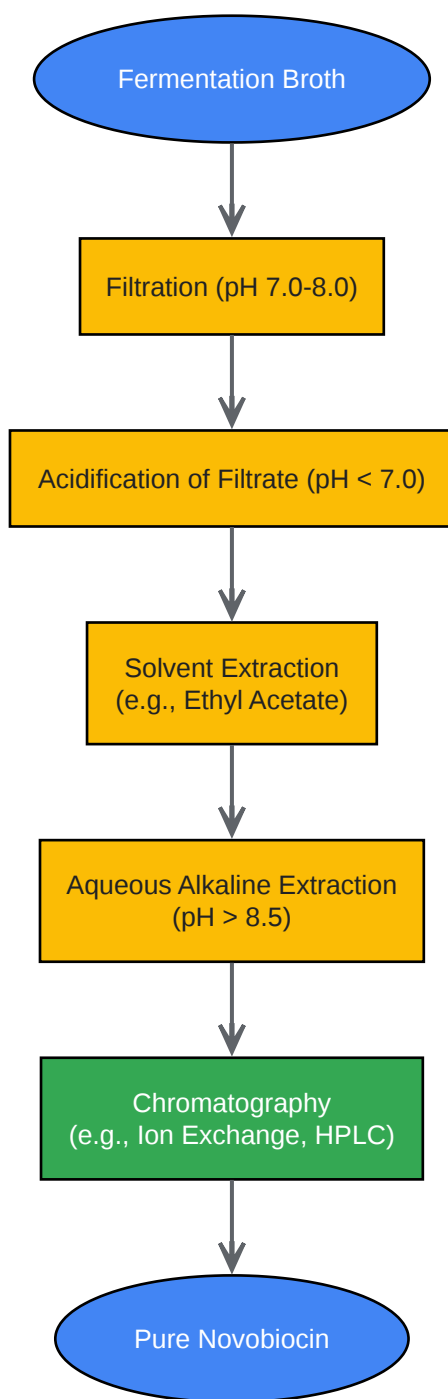 Fermentation Broth
Filtration (pH 7.0-8.0)
Acidification of Filtrate (pH < 7.0)
Solvent Extraction
(e.g., Ethyl Acetate)
Aqueous Alkaline Extraction
(pH > 8.5)
Chromatography
(e.g., Ion Exchange, HPLC)
Pure Novobiocin